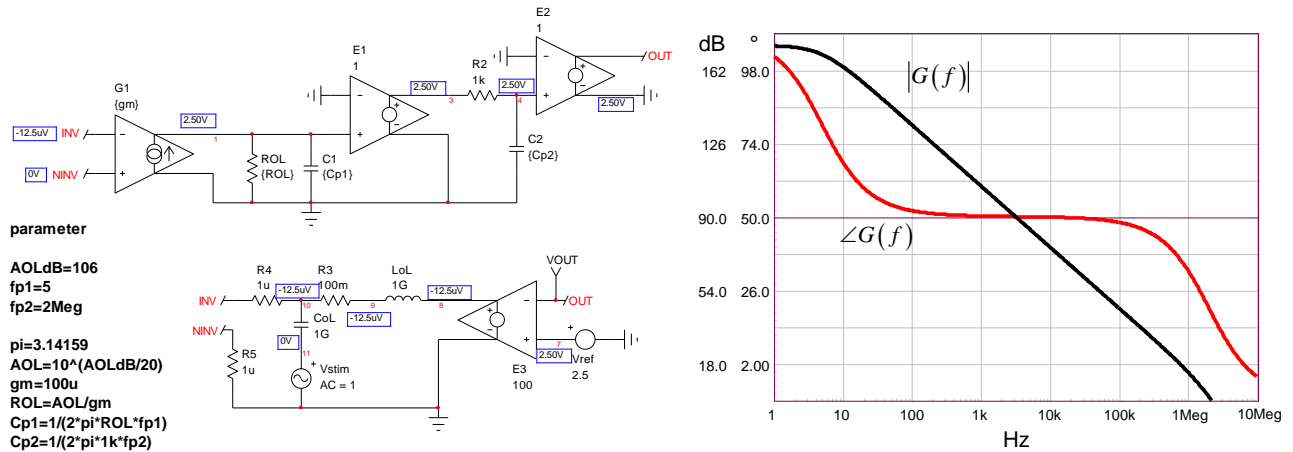 G1
{gm}
-12.5uV INV
0V NINV
2.50V
1
ROL
{ROL}
C1
{Cp1}
E1
1
2.50V
3
R2
1k
2.50V
4
C2
{Cp2}
E2
1
OUT
2.50V
parameter
AOLdB=106
fp1=5
fp2=2Meg
pi=3.14159
AOL=10^(AOLdB/20)
gm=100u
ROL=AOL/gm
Cp1=1/(2*pi*ROL*fp1)
Cp2=1/(2*pi*1k*fp2)
INV
NINV
R4
1u
-12.5uV
10
R3
100m
9
-12.5uV
LoL
1G
-12.5uV
8
CoL
1G
0V
11
R5
1u
Vstim
AC = 1
VOUT
OUT
7
2.50V
E3
100
Vref
2.5
dB °
162 98.0
126 74.0
90.0 50.0
54.0 26.0
18.0 2.00
|G(f)|
∠G(f)
1 10 100 1k 10k 100k 1Meg 10Meg
Hz